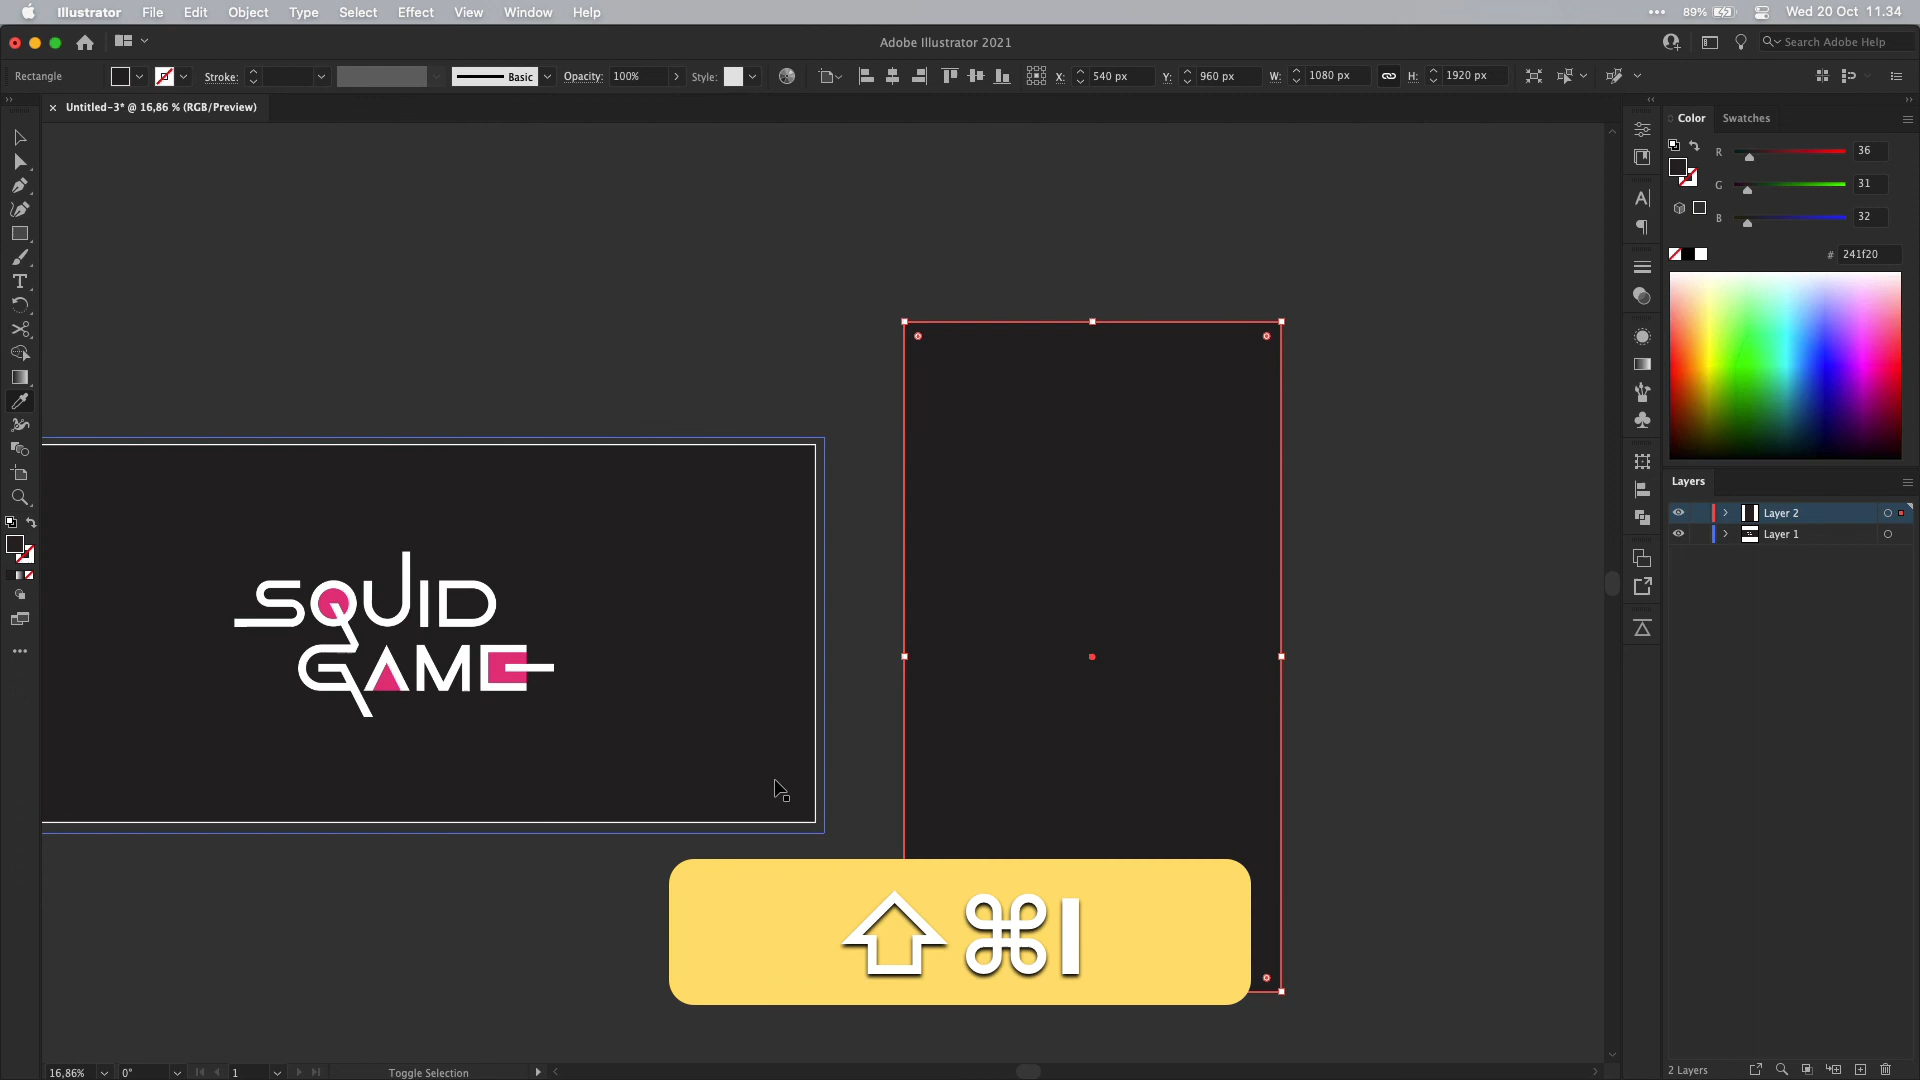 Illustrator File Edit Object Type Select Effect View Window Help
89% Wed 20 Oct 11.34
Adobe Illustrator 2021
Search Adobe Help
Rectangle Stroke: Basic Opacity: 100% Style: X: 540 px Y: 960 px W: 1080 px H: 1920 px
Untitled-3* @ 16,86 % (RGB/Preview)
Color Swatches
R 36
G 31
B 32
# 241f20
SQUID
GAME
Layers
Layer 2
Layer 1
⇧⌘I
16,86% 0° 1 Toggle Selection
2 Layers